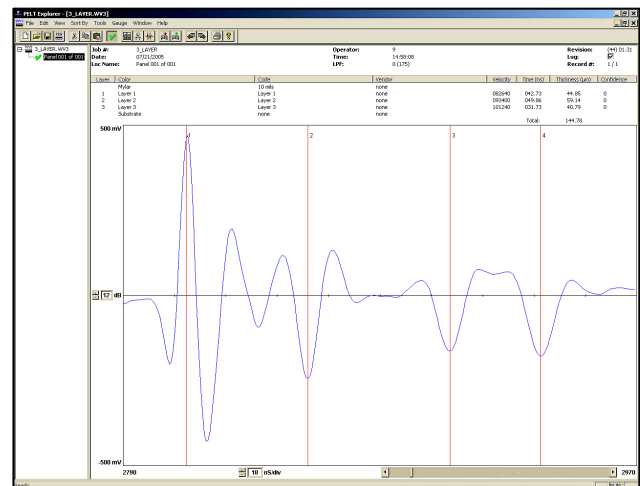 PELT Explorer - [3_LAYER.WV3]
File Edit View Sort By Tools Gauge Window Help
3_LAYER.WV3
Panel 001 of 001
Job #: 3_LAYER Operator: 9 Revision: (44) 01.31
Date: 07/21/2005 Time: 14:58:08 Log:
Loc Name: Panel 001 of 001 LPF: 0 (175) Record #: 1 / 1
Layer Color Code Vendor Velocity Time (ns) Thickness (µm) Confidence
Mylar 10 mils none
1 Layer 1 Layer 1 none 082640 042.73 44.85 0
2 Layer 2 Layer 2 none 093400 049.86 59.14 0
3 Layer 3 Layer 3 none 101240 031.73 40.79 0
Substrate none none
Total: 144.78
500 mV
1 2 3 4
12 dB
-500 mV
2790 18 nS/div 2970
Ready